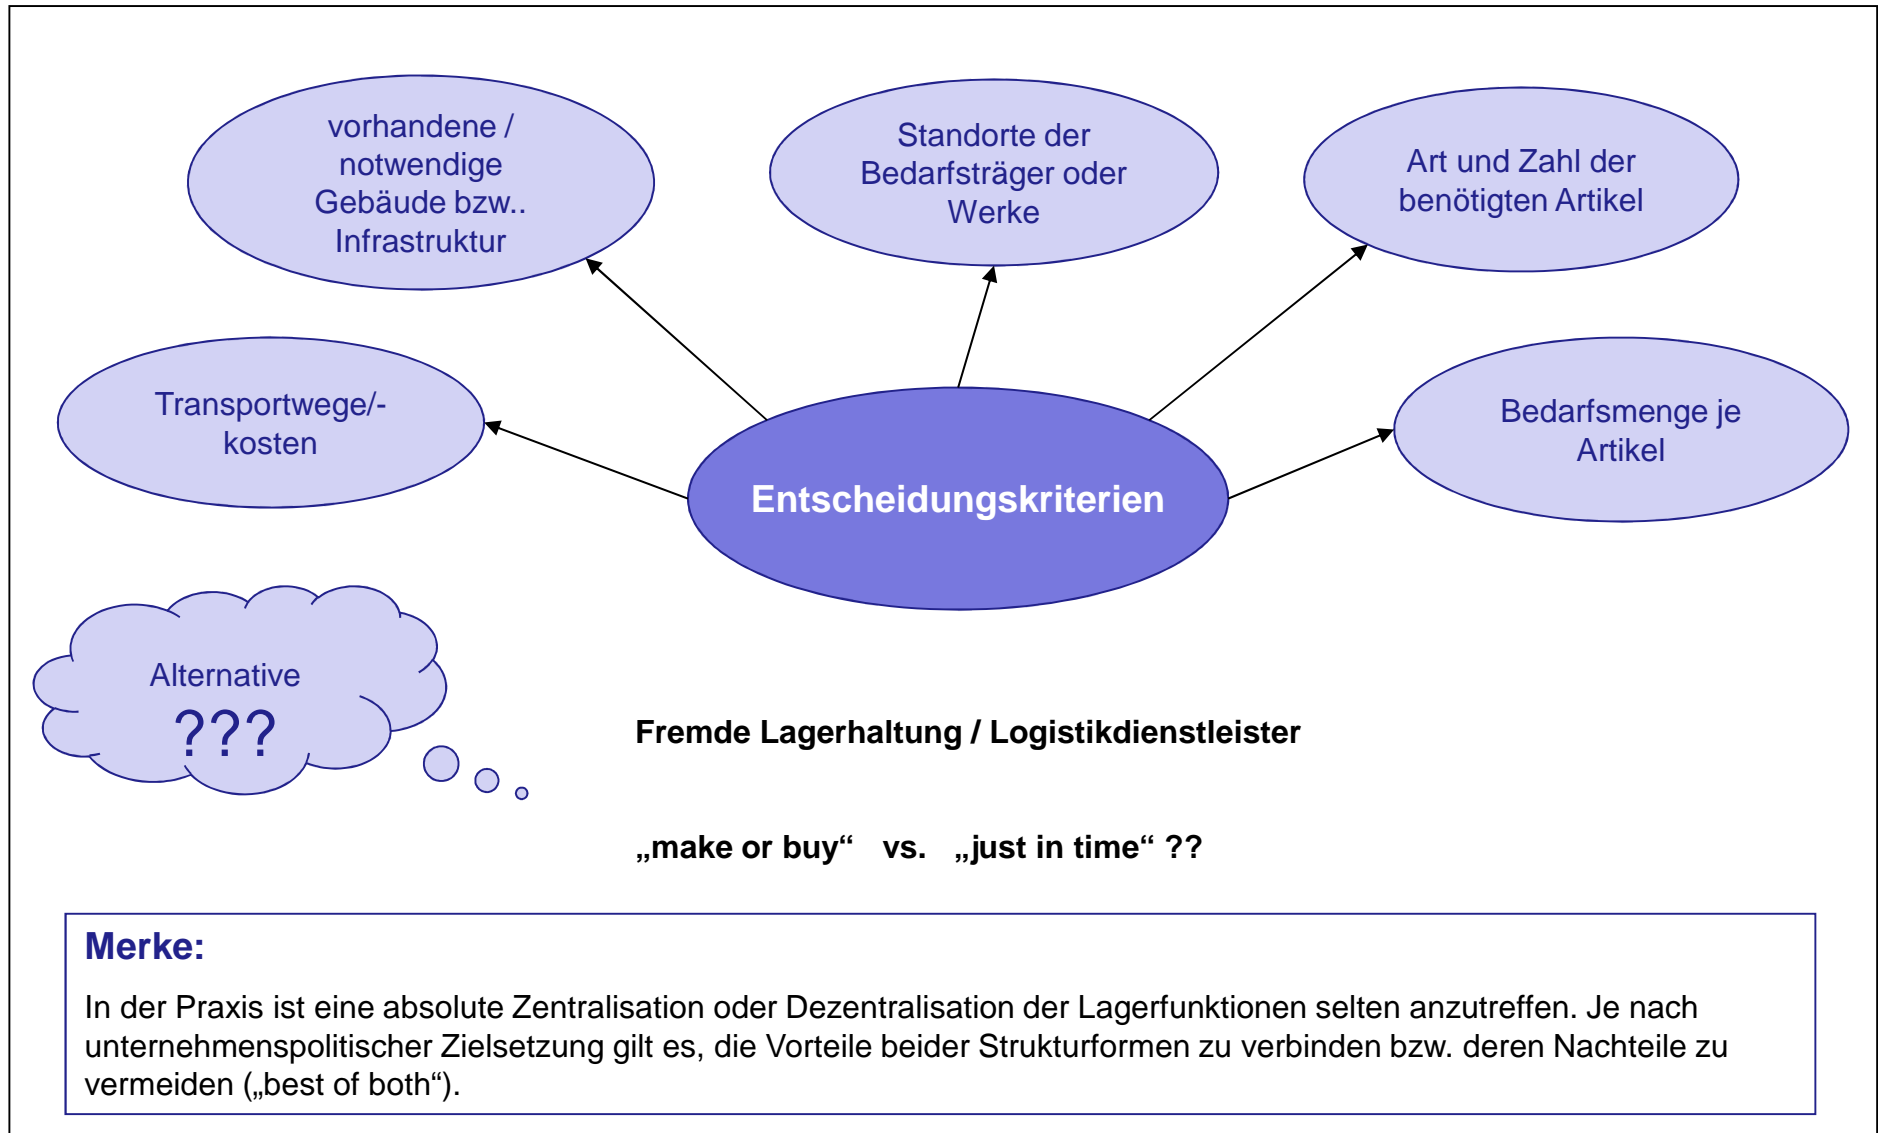 vorhandene /
notwendige
Gebäude bzw..
Infrastruktur
Standorte der
Bedarfsträger oder
Werke
Art und Zahl der
benötigten Artikel
Transportwege/-
kosten
Bedarfsmenge je
Artikel
Entscheidungskriterien
Alternative
???
Fremde Lagerhaltung / Logistikdienstleister
„make or buy“ vs. „just in time“ ??
Merke:
In der Praxis ist eine absolute Zentralisation oder Dezentralisation der Lagerfunktionen selten anzutreffen. Je nach
unternehmenspolitischer Zielsetzung gilt es, die Vorteile beider Strukturformen zu verbinden bzw. deren Nachteile zu
vermeiden („best of both“).